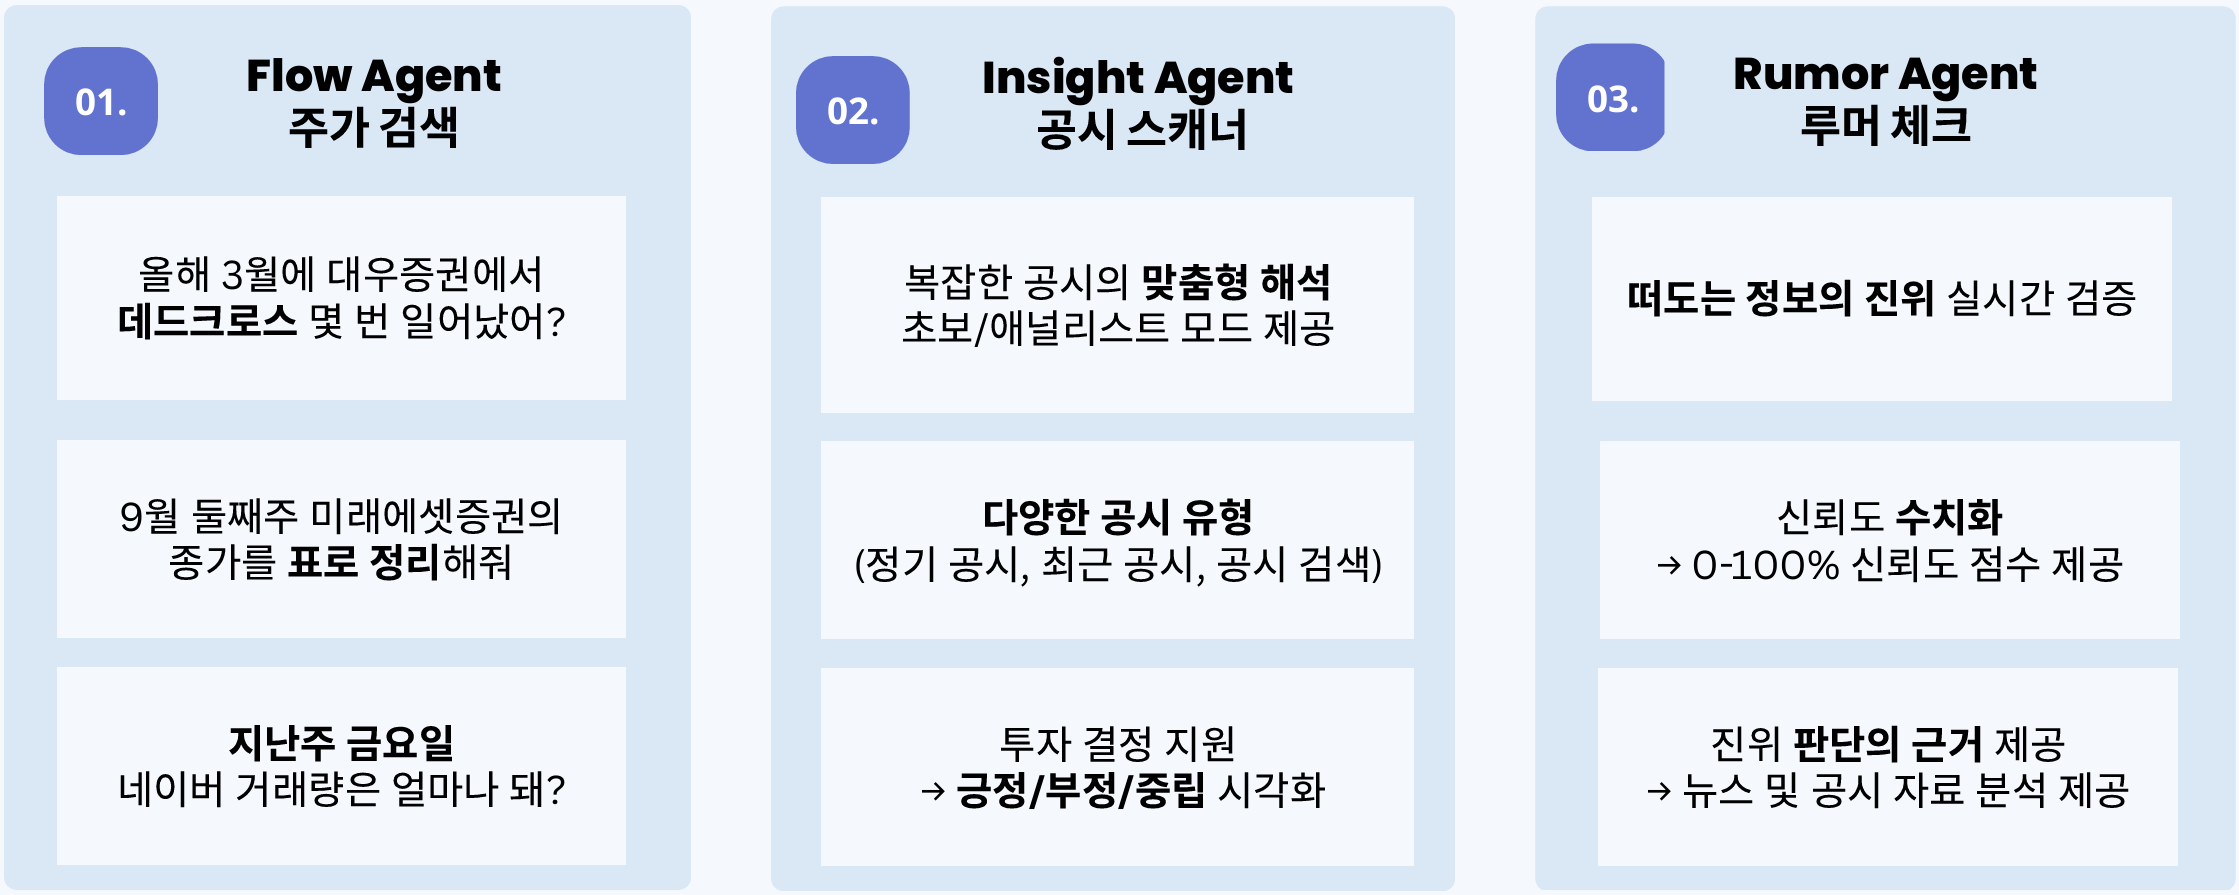 01.
Flow Agent
주가 검색
올해 3월에 대우증권에서
데드크로스 몇 번 일어났어?
9월 둘째주 미래에셋증권의
종가를 표로 정리해줘
지난주 금요일
네이버 거래량은 얼마나 돼?
02.
Insight Agent
공시 스캐너
복잡한 공시의 맞춤형 해석
초보/애널리스트 모드 제공
다양한 공시 유형
(정기 공시, 최근 공시, 공시 검색)
투자 결정 지원
→ 긍정/부정/중립 시각화
03.
Rumor Agent
루머 체크
떠도는 정보의 진위 실시간 검증
신뢰도 수치화
→ 0-100% 신뢰도 점수 제공
진위 판단의 근거 제공
→ 뉴스 및 공시 자료 분석 제공